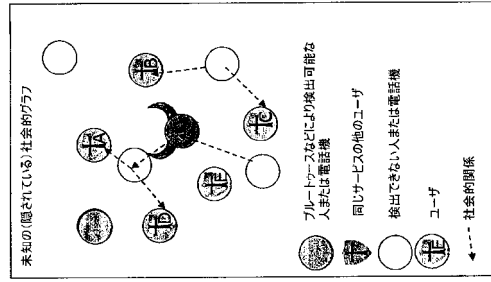 未知の(隠されている)社会的グラフ
A
B
C
D
E
ブルートゥースなどにより検出可能な
人または電話機
同じサービスの他のユーザ
検出できない人または電話機
ユーザ
社会的関係